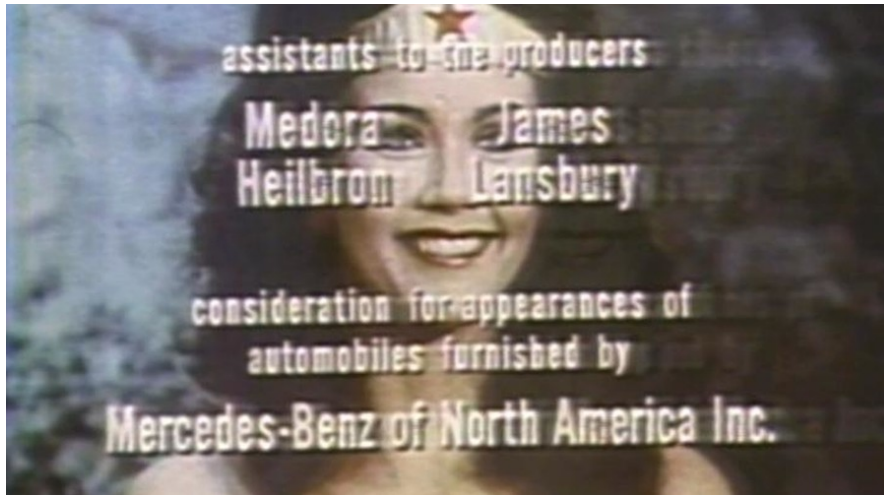 assistants to the producers
Medora James
Heilbron Lansbury
consideration for appearances of
automobiles furnished by
Mercedes-Benz of North America Inc.